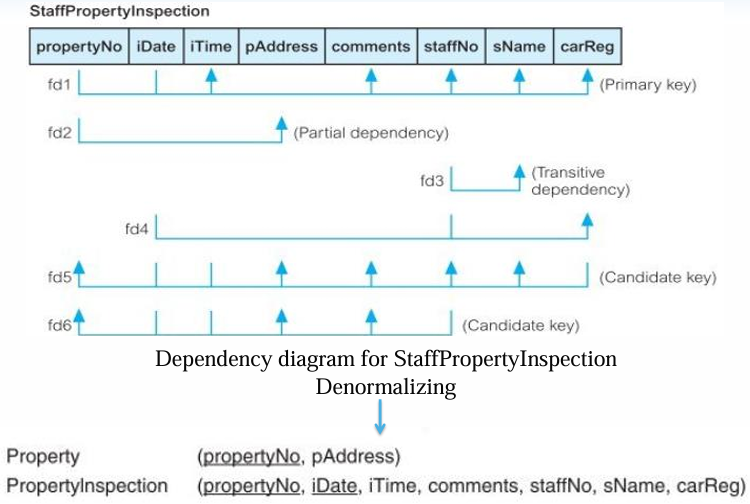 StaffPropertyInspection
propertyNo iDate iTime pAddress comments staffNo sName carReg
fd1 (Primary key)
fd2 (Partial dependency)
fd3 (Transitive
dependency)
fd4
fd5 (Candidate key)
fd6 (Candidate key)
Dependency diagram for StaffPropertyInspection
Denormalizing
Property (propertyNo, pAddress)
PropertyInspection (propertyNo, iDate, iTime, comments, staffNo, sName, carReg)